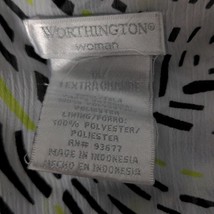 WORTHINGTON®
woman
LINING/FORRO:
100% POLYESTER/
POLIESTER
RN# 93677
MADE IN INDONESIA
HECHO EN INDONESIA